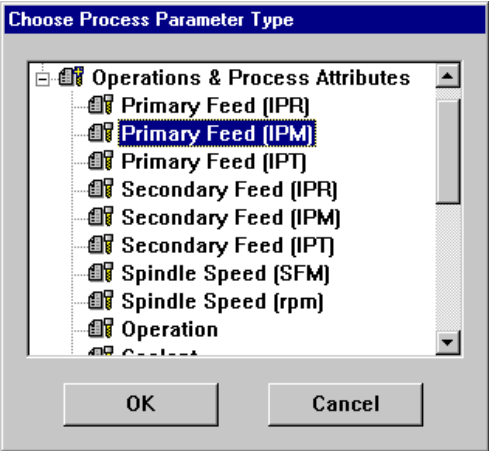 Choose Process Parameter Type
Operations & Process Attributes
Primary Feed (IPR)
Primary Feed (IPM)
Primary Feed (IPT)
Secondary Feed (IPR)
Secondary Feed (IPM)
Secondary Feed (IPT)
Spindle Speed (SFM)
Spindle Speed (rpm)
Operation
Coolant
OK Cancel